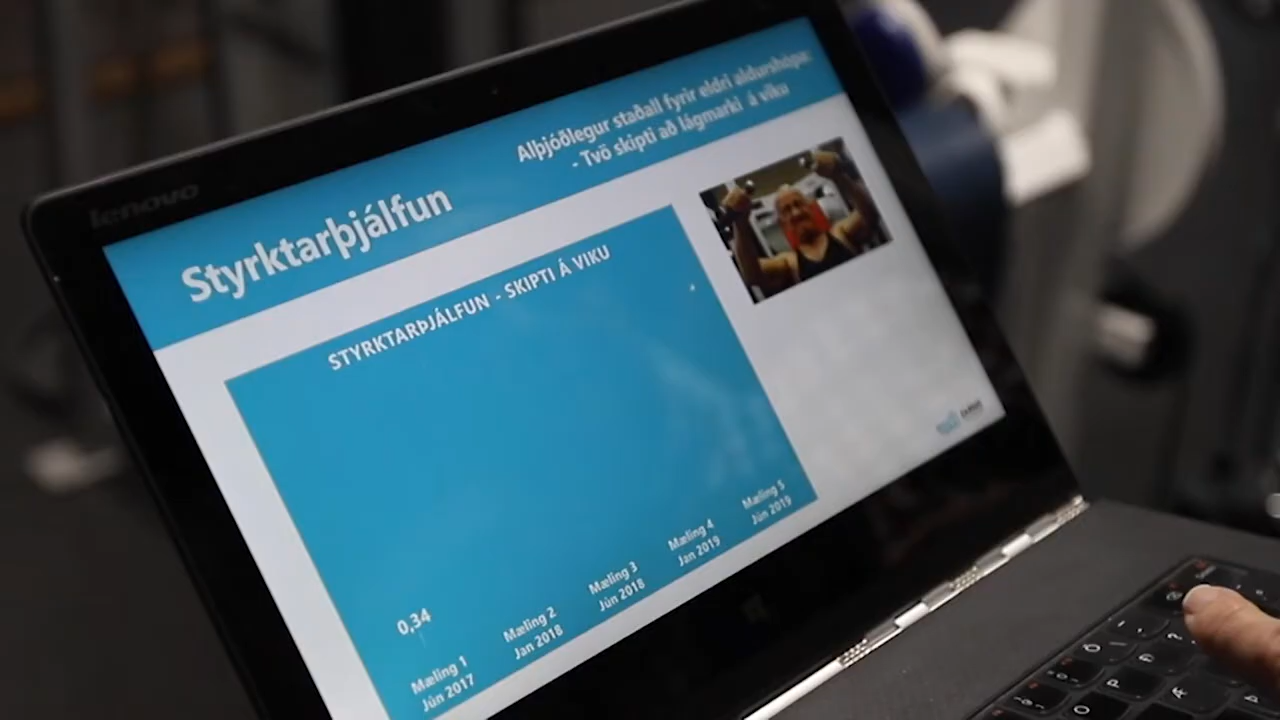 lenovo
Alþjóðlegur staðall fyrir eldri aldurshópa:
- Tvö skipti að lágmarki á viku
Styrktarþjálfun
STYRKTARÞJÁLFUN - SKIPTI Á VIKU
0,34
Mæling 1
Jún 2017
Mæling 2
Jan 2018
Mæling 3
Jún 2018
Mæling 4
Jan 2019
Mæling 5
Jún 2019